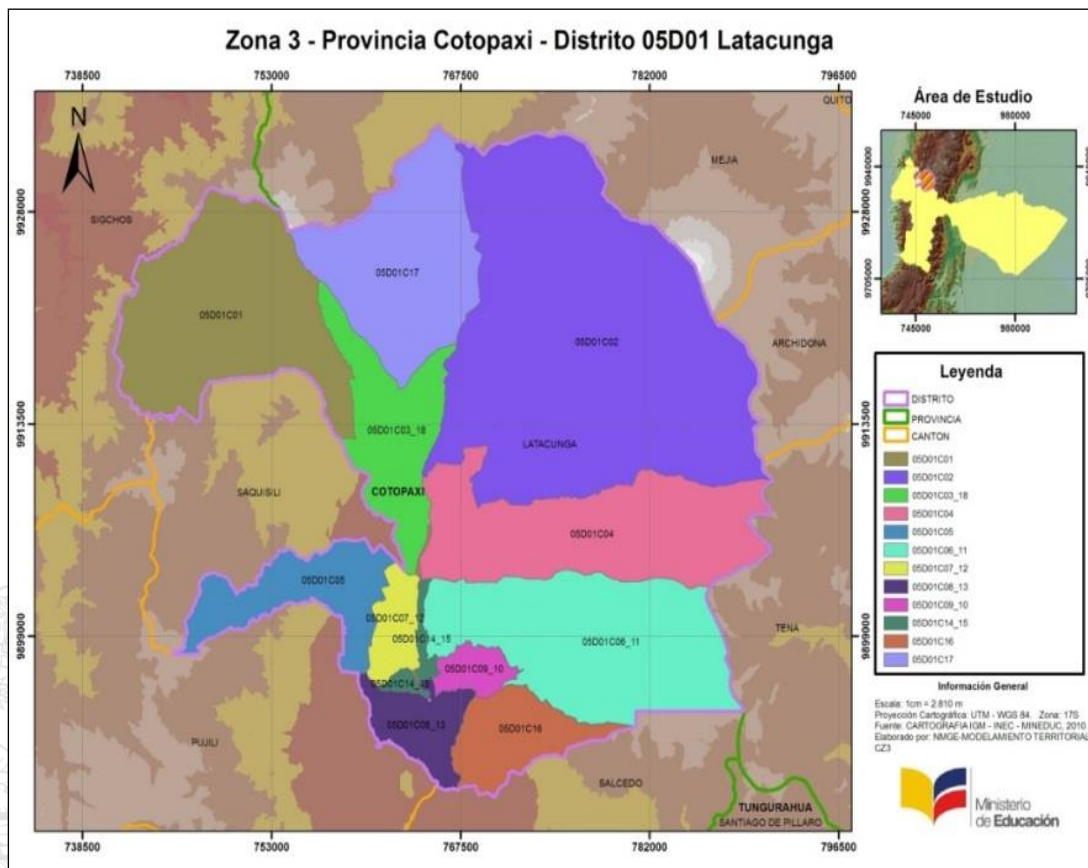 Zona 3 - Provincia Cotopaxi - Distrito 05D01 Latacunga
738500 753000 767500 782000 796500
QUITO
N
MEJIA
SIGCHOS
9928000
9928000
05D01C17
05D01C01
05D01C02
ARCHIDONA
9913500
9913500
05D01C03_18
LATACUNGA
SAQUISILI
COTOPAXI
05D01C04
05D01C05
05D01C07_12
9899000
9899000
05D01C14_15
05D01C06_11
TENA
05D01C09_10
05D01C14_15
05D01C08_13
05D01C16
PUJILI
SALCEDO
TUNGURAHUA
SANTIAGO DE PILLARO
738500 753000 767500 782000 796500
Área de Estudio
745000 980000
9940000
9705000
745000 980000
Leyenda
DISTRITO
PROVINCIA
CANTON
05D01C01
05D01C02
05D01C03_18
05D01C04
05D01C05
05D01C06_11
05D01C07_12
05D01C08_13
05D01C09_10
05D01C14_15
05D01C16
05D01C17
Información General
Escala: 1cm = 2.810 m
Proyección Cartográfica: UTM - WGS 84. Zona: 17S
Fuente: CARTOGRAFIA IGM - INEC - MINEDUC, 2010
Elaborado por: NMGE-MODELAMIENTO TERRITORIAL
CZ3
Ministerio
de Educación